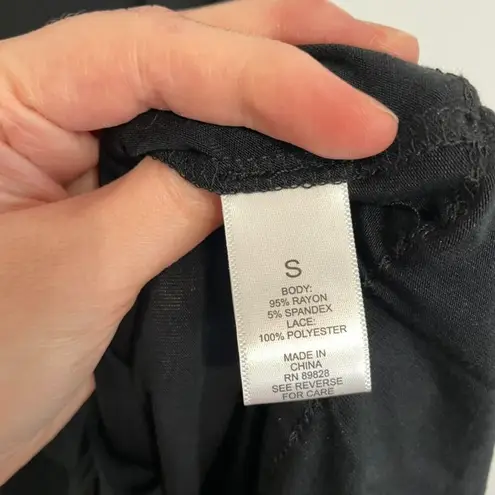 S
BODY:
95% RAYON
5% SPANDEX
LACE:
100% POLYESTER
MADE IN
CHINA
RN 89828
SEE REVERSE
FOR CARE